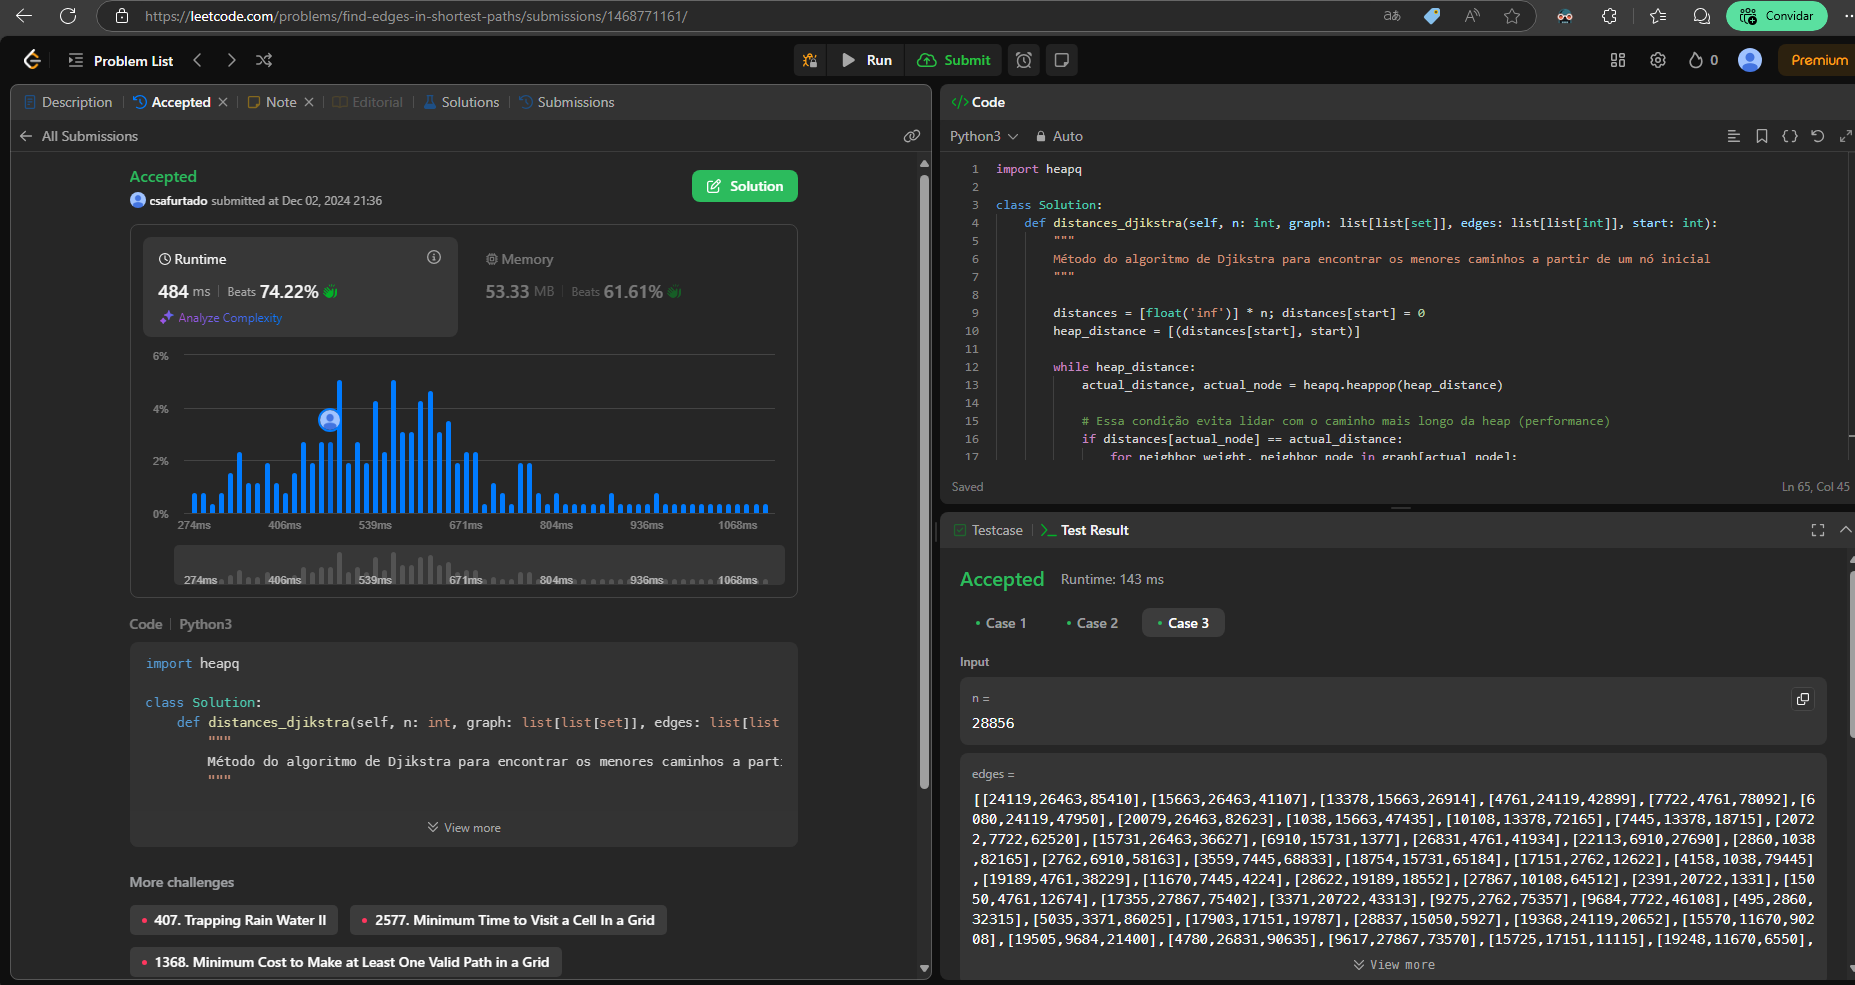 https://leetcode.com/problems/find-edges-in-shortest-paths/submissions/1468771161/
Convidar
Problem List
Run
Submit
0
Premium
Description
Accepted
Note
Editorial
Solutions
Submissions
All Submissions
Accepted
csafurtado submitted at Dec 02, 2024 21:36
Solution
Runtime
484 ms
Beats 74.22%
Analyze Complexity
Memory
53.33 MB
Beats 61.61%
6%
4%
2%
0%
274ms 406ms 539ms 671ms 804ms 936ms 1068ms
274ms 406ms 539ms 671ms 804ms 936ms 1068ms
Code | Python3
import heapq
class Solution:
def distances_djikstra(self, n: int, graph: list[list[set]], edges: list[list
"""
Método do algoritmo de Djikstra para encontrar os menores caminhos a parti
"""
View more
More challenges
407. Trapping Rain Water II
2577. Minimum Time to Visit a Cell In a Grid
1368. Minimum Cost to Make at Least One Valid Path in a Grid
</> Code
Python3
Auto
1 import heapq
2
3 class Solution:
4 def distances_djikstra(self, n: int, graph: list[list[set]], edges: list[list[int]], start: int):
5 """
6 Método do algoritmo de Djikstra para encontrar os menores caminhos a partir de um nó inicial
7 """
8
9 distances = [float('inf')] * n; distances[start] = 0
10 heap_distance = [(distances[start], start)]
11
12 while heap_distance:
13 actual_distance, actual_node = heapq.heappop(heap_distance)
14
15 # Essa condição evita lidar com o caminho mais longo da heap (performance)
16 if distances[actual_node] == actual_distance:
17 for neighbor_weight, neighbor_node in graph[actual_node]:
Saved
Ln 65, Col 45
Testcase
Test Result
Accepted
Runtime: 143 ms
Case 1
Case 2
Case 3
Input
n =
28856
edges =
[[24119,26463,85410],[15663,26463,41107],[13378,15663,26914],[4761,24119,42899],[7722,4761,78092],[6
080,24119,47950],[20079,26463,82623],[1038,15663,47435],[10108,13378,72165],[7445,13378,18715],[2072
2,7722,62520],[15731,26463,36627],[6910,15731,1377],[26831,4761,41934],[22113,6910,27690],[2860,1038
,82165],[2762,6910,58163],[3559,7445,68833],[18754,15731,65184],[17151,2762,12622],[4158,1038,79445]
,[19189,4761,38229],[11670,7445,4224],[28622,19189,18552],[27867,10108,64512],[2391,20722,1331],[150
50,4761,12674],[17355,27867,75402],[3371,20722,43313],[9275,2762,75357],[9684,7722,46108],[495,2860,
32315],[5035,3371,86025],[17903,17151,19787],[28837,15050,5927],[19368,24119,20652],[15570,11670,902
08],[19505,9684,21400],[4780,26831,90635],[9617,27867,73570],[15725,17151,11115],[19248,11670,6550],
View more